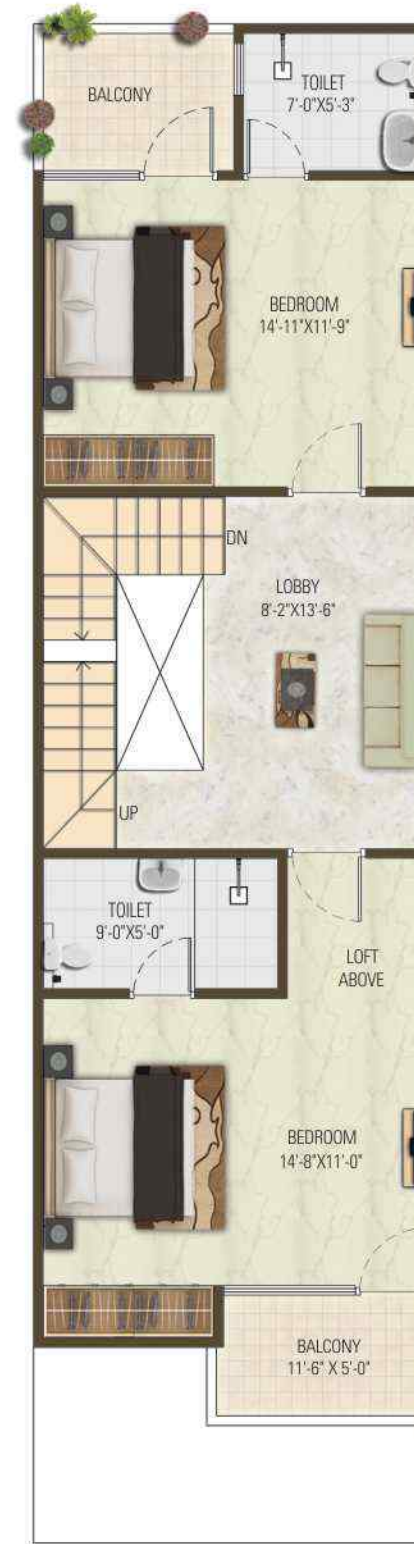 BALCONY
TOILET
7'-0"X5'-3"
BEDROOM
14'-11"X11'-9"
DN
LOBBY
8'-2"X13'-6"
UP
TOILET
9'-0"X5'-0"
LOFT
ABOVE
BEDROOM
14'-8"X11'-0"
BALCONY
11'-6" X 5'-0"